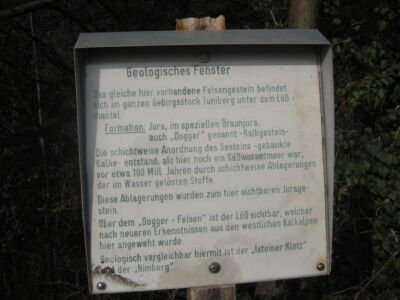 Geologisches Fenster
Das gleiche hier vorhandene Felsengestein befindet
sich im ganzen Gebirgsstock Tuniberg unter dem Löß-
mantel.
Formation: Jura, im speziellen Braunjura,
auch „Dogger" genannt -Kalkgestein-.
Die schichtweise Anordnung des Gesteins -gebankte
Kalke- entstand, als hier noch ein Süßwassermeer war,
vor etwa 100 Mill. Jahren durch schichtweise Ablagerungen
der im Wasser gelösten Stoffe.
Diese Ablagerungen wurden zum hier sichtbaren Jurage-
stein.
Über dem „Dogger - Felsen" ist der Löß sichtbar, welcher
nach neueren Erkenntnissen aus den westlichen Kalkalpen
hier angeweht wurde.
Geologisch vergleichbar hiermit ist der „Isteiner Klotz"
und der „Nimberg"